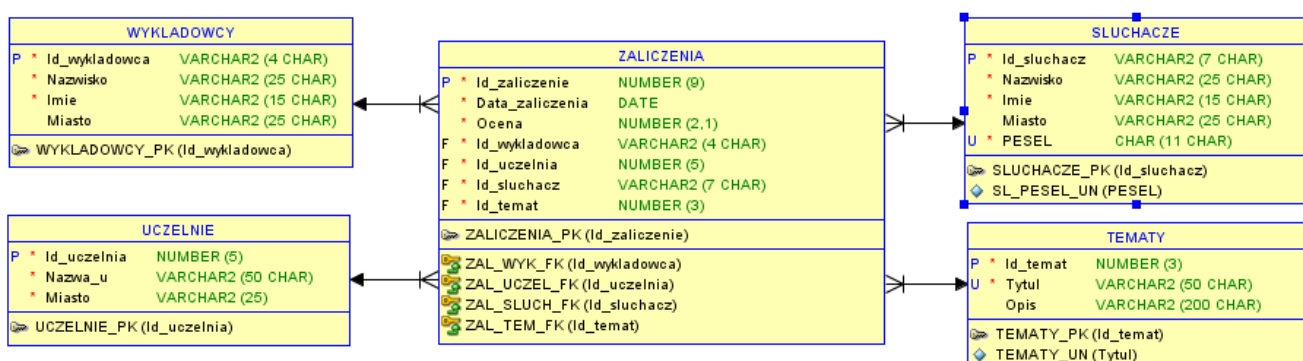 WYKLADOWCY
P * Id_wykladowca VARCHAR2 (4 CHAR)
* Nazwisko VARCHAR2 (25 CHAR)
* Imie VARCHAR2 (15 CHAR)
Miasto VARCHAR2 (25 CHAR)
WYKLADOWCY_PK (Id_wykladowca)
UCZELNIE
P * Id_uczelnia NUMBER (5)
* Nazwa_u VARCHAR2 (50 CHAR)
* Miasto VARCHAR2 (25)
UCZELNIE_PK (Id_uczelnia)
ZALICZENIA
P * Id_zaliczenie NUMBER (9)
* Data_zaliczenia DATE
* Ocena NUMBER (2,1)
F * Id_wykladowca VARCHAR2 (4 CHAR)
F * Id_uczelnia NUMBER (5)
F * Id_sluchacz VARCHAR2 (7 CHAR)
F * Id_temat NUMBER (3)
ZALICZENIA_PK (Id_zaliczenie)
ZAL_WYK_FK (Id_wykladowca)
ZAL_UCZEL_FK (Id_uczelnia)
ZAL_SLUCH_FK (Id_sluchacz)
ZAL_TEM_FK (Id_temat)
SLUCHACZE
P * Id_sluchacz VARCHAR2 (7 CHAR)
* Nazwisko VARCHAR2 (25 CHAR)
* Imie VARCHAR2 (15 CHAR)
Miasto VARCHAR2 (25 CHAR)
U * PESEL CHAR (11 CHAR)
SLUCHACZE_PK (Id_sluchacz)
SL_PESEL_UN (PESEL)
TEMATY
P * Id_temat NUMBER (3)
U * Tytul VARCHAR2 (50 CHAR)
Opis VARCHAR2 (200 CHAR)
TEMATY_PK (Id_temat)
TEMATY_UN (Tytul)